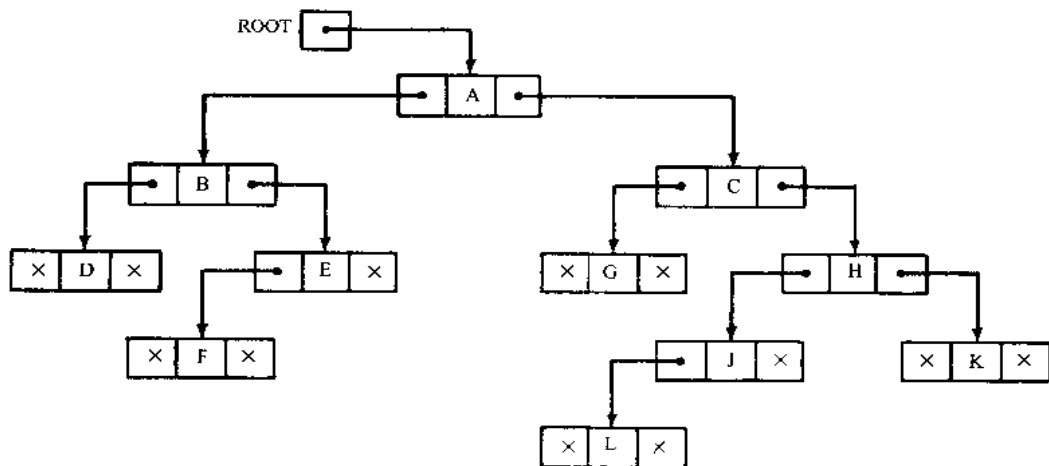 ROOT
A
B
C
× D ×
E ×
× G ×
H
× F ×
J ×
× K ×
× L ×